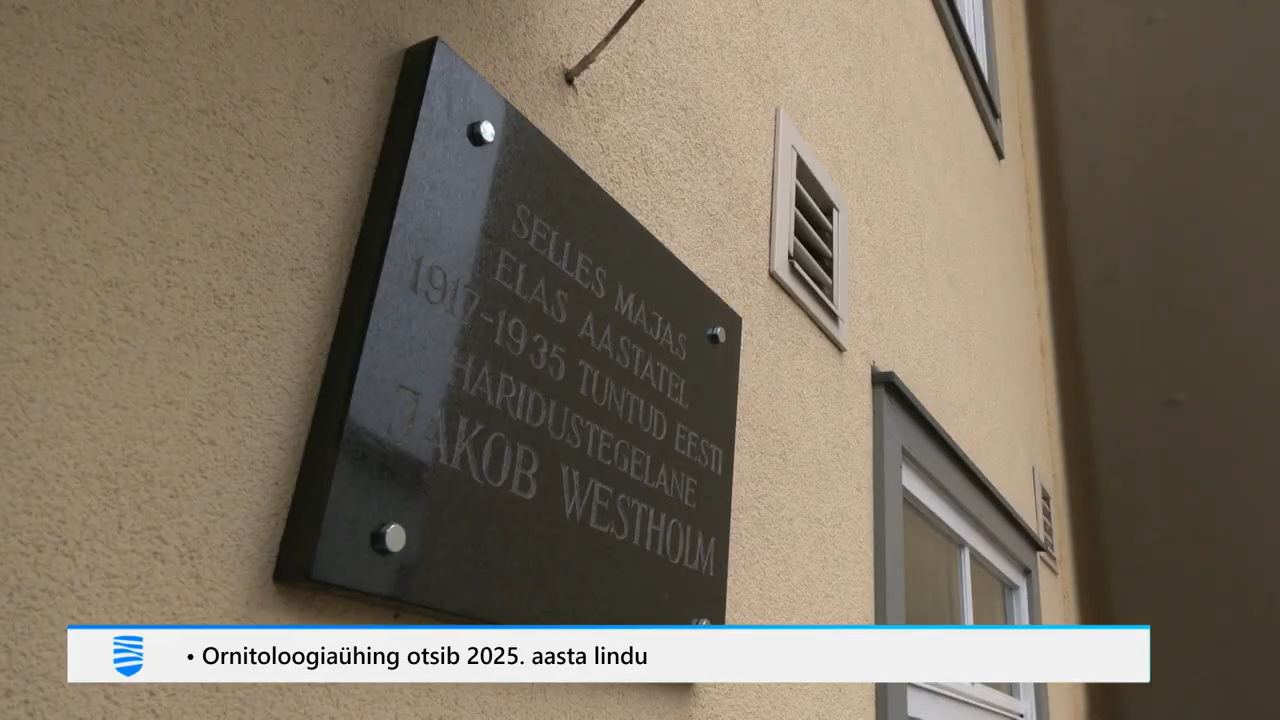 SELLES MAJAS
ELAS AASTATEL
1917-1935 TUNTUD EESTI
HARIDUSTEGELANE
JAKOB WESTHOLM
• Ornitoloogiaühing otsib 2025. aasta lindu